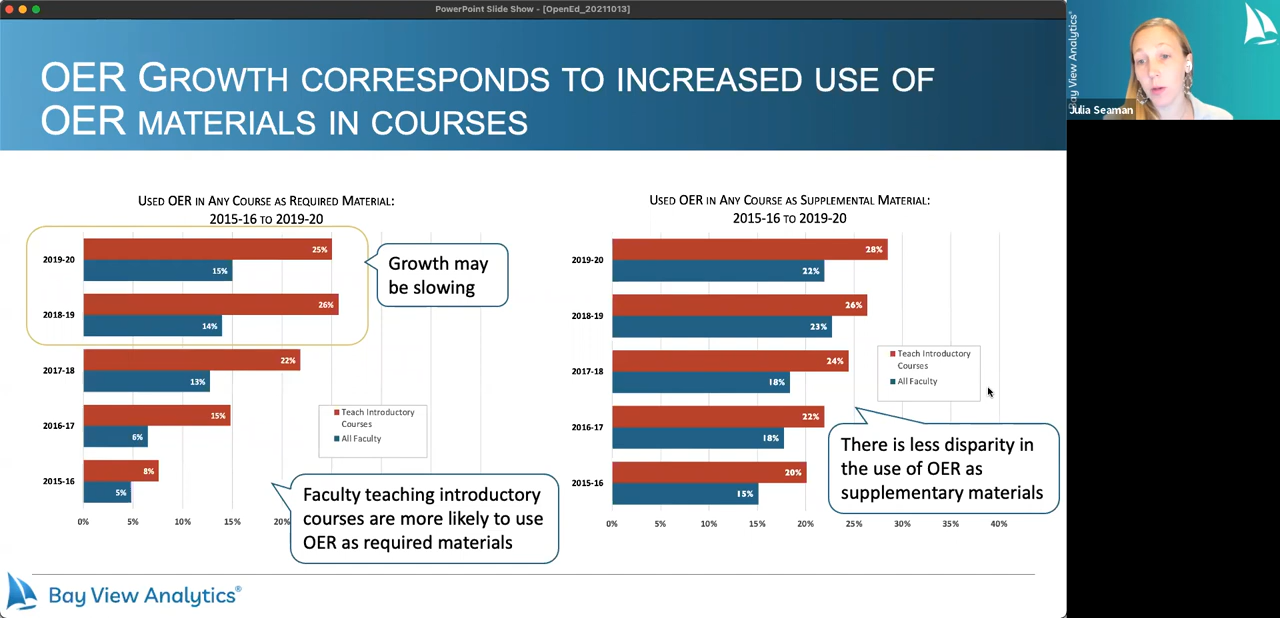 PowerPoint Slide Show - [OpenEd_20211013]
OER GROWTH CORRESPONDS TO INCREASED USE OF
OER MATERIALS IN COURSES
USED OER IN ANY COURSE AS REQUIRED MATERIAL:
2015-16 TO 2019-20
2019-20
25%
15%
2018-19
26%
14%
2017-18
22%
13%
2016-17
15%
6%
2015-16
8%
5%
0% 5% 10% 15% 20%
Teach Introductory
Courses
All Faculty
Growth may
be slowing
Faculty teaching introductory
courses are more likely to use
OER as required materials
USED OER IN ANY COURSE AS SUPPLEMENTAL MATERIAL:
2015-16 TO 2019-20
2019-20
28%
22%
2018-19
26%
23%
2017-18
24%
18%
2016-17
22%
18%
2015-16
20%
15%
0% 5% 10% 15% 20% 25% 30% 35% 40%
Teach Introductory
Courses
All Faculty
There is less disparity in
the use of OER as
supplementary materials
Bay View Analytics®
Bay View Analytics®
Julia Seaman